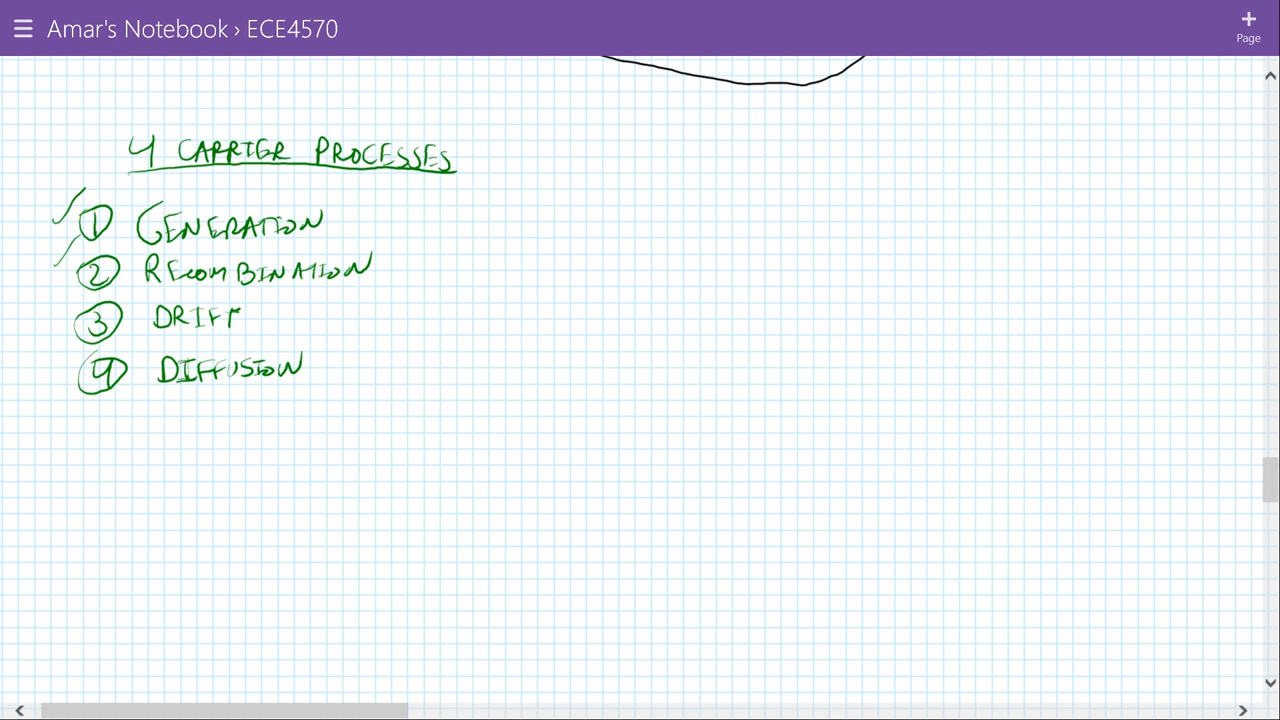 Amar's Notebook › ECE4570
Page
4 CARRIER PROCESSES
1 GENERATION
2 RECOMBINATION
3 DRIFT
4 DIFFUSION